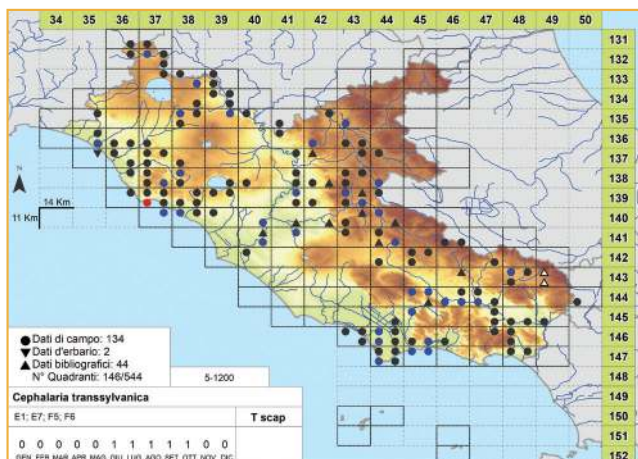 34 35 36 37 38 39 40 41 42 43 44 45 46 47 48 49 50
131
132
133
134
135
136
137
138
139
140
141
142
143
144
145
146
147
148
149
150
151
152
N
14 Km
11 Km
Dati di campo: 134
Dati d'erbario: 2
Dati bibliografici: 44
N° Quadranti: 146/544
5-1200
Cephalaria transsylvanica
E1; E7; F5; F6
T scap
0 0 0 0 0 1 1 1 1 1 0 0
GEN FEB MAR APR MAG GIU LUG AGO SET OTT NOV DIC